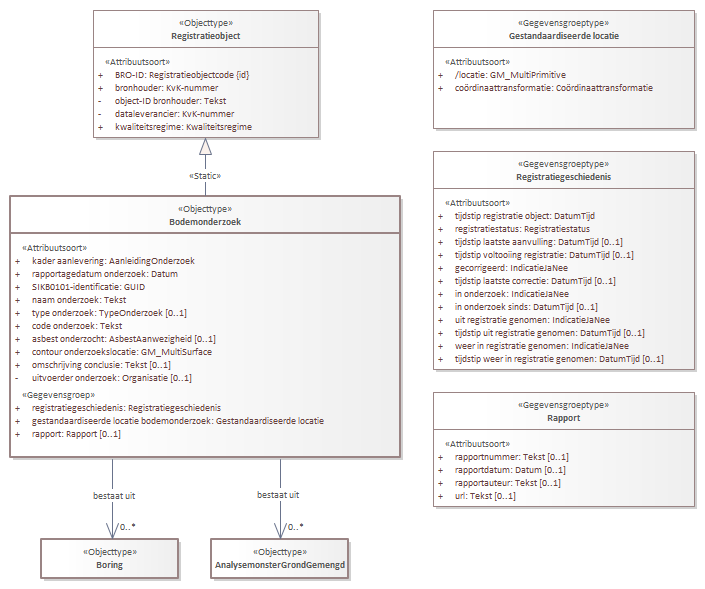 «Objecttype»
Registratieobject
«Attribuutsoort»
+ BRO-ID: Registratieobjectcode {id}
+ bronhouder: KvK-nummer
- object-ID bronhouder: Tekst
- dataleverancier: KvK-nummer
+ kwaliteitsregime: Kwaliteitsregime
«Static»
«Objecttype»
Bodemonderzoek
«Attribuutsoort»
+ kader aanlevering: AanleidingOnderzoek
+ rapportagedatum onderzoek: Datum
+ SIKB0101-identificatie: GUID
+ naam onderzoek: Tekst
+ type onderzoek: TypeOnderzoek [0..1]
+ code onderzoek: Tekst
+ asbest onderzocht: AsbestAanwezigheid [0..1]
+ contour onderzoekslocatie: GM_MultiSurface
+ omschrijving conclusie: Tekst [0..1]
- uitvoerder onderzoek: Organisatie [0..1]
«Gegevensgroep»
+ registratiegeschiedenis: Registratiegeschiedenis
+ gestandaardiseerde locatie bodemonderzoek: Gestandaardiseerde locatie
+ rapport: Rapport [0..1]
bestaat uit
0..*
«Objecttype»
Boring
bestaat uit
0..*
«Objecttype»
AnalysemonsterGrondGemengd
«Gegevensgroeptype»
Gestandaardiseerde locatie
«Attribuutsoort»
+ /locatie: GM_MultiPrimitive
+ coördinaattransformatie: Coördinaattransformatie
«Gegevensgroeptype»
Registratiegeschiedenis
«Attribuutsoort»
+ tijdstip registratie object: DatumTijd
+ registratiestatus: Registratiestatus
+ tijdstip laatste aanvulling: DatumTijd [0..1]
+ tijdstip voltooiing registratie: DatumTijd [0..1]
+ gecorrigeerd: IndicatieJaNee
+ tijdstip laatste correctie: DatumTijd [0..1]
+ in onderzoek: IndicatieJaNee
+ in onderzoek sinds: DatumTijd [0..1]
+ uit registratie genomen: IndicatieJaNee
+ tijdstip uit registratie genomen: DatumTijd [0..1]
+ weer in registratie genomen: IndicatieJaNee
+ tijdstip weer in registratie genomen: DatumTijd [0..1]
«Gegevensgroeptype»
Rapport
«Attribuutsoort»
+ rapportnummer: Tekst [0..1]
+ rapportdatum: Datum [0..1]
+ rapportauteur: Tekst [0..1]
+ url: Tekst [0..1]